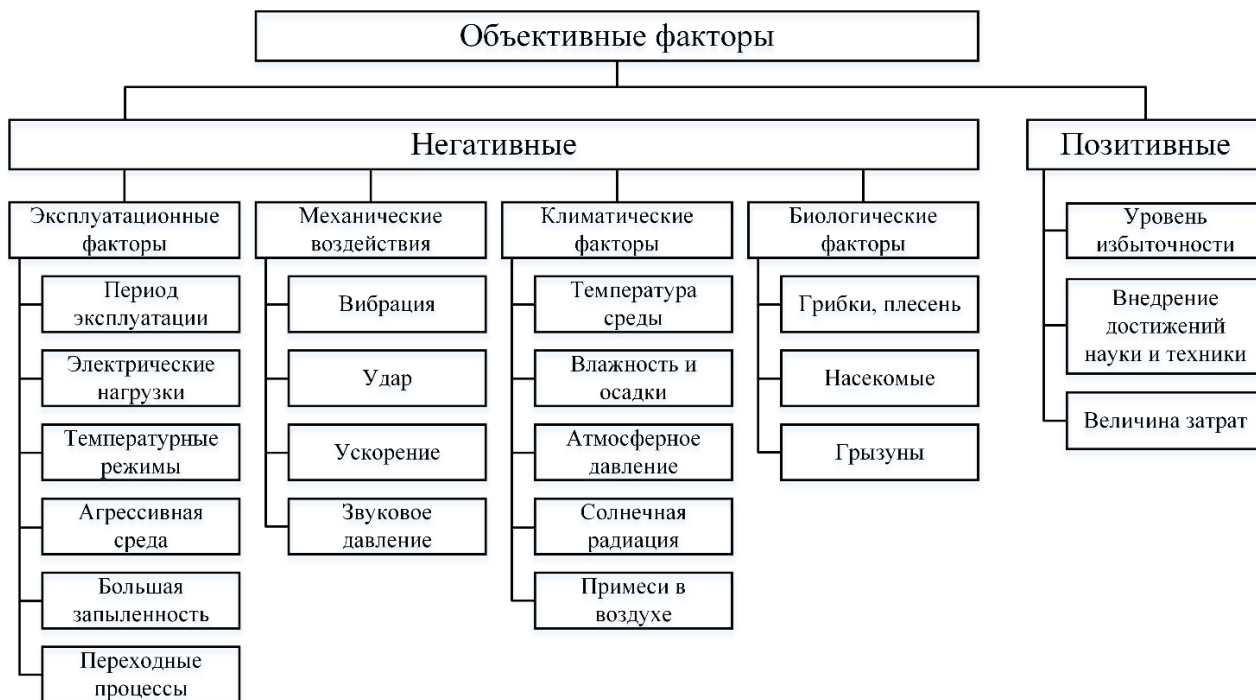 Объективные факторы
Негативные
Позитивные
Эксплуатационные
факторы
Период
эксплуатации
Электрические
нагрузки
Температурные
режимы
Агрессивная
среда
Большая
запыленность
Переходные
процессы
Механические
воздействия
Вибрация
Удар
Ускорение
Звуковое
давление
Климатические
факторы
Температура
среды
Влажность и
осадки
Атмосферное
давление
Солнечная
радиация
Примеси в
воздухе
Биологические
факторы
Грибки, плесень
Насекомые
Грызуны
Уровень
избыточности
Внедрение
достижений
науки и техники
Величина затрат